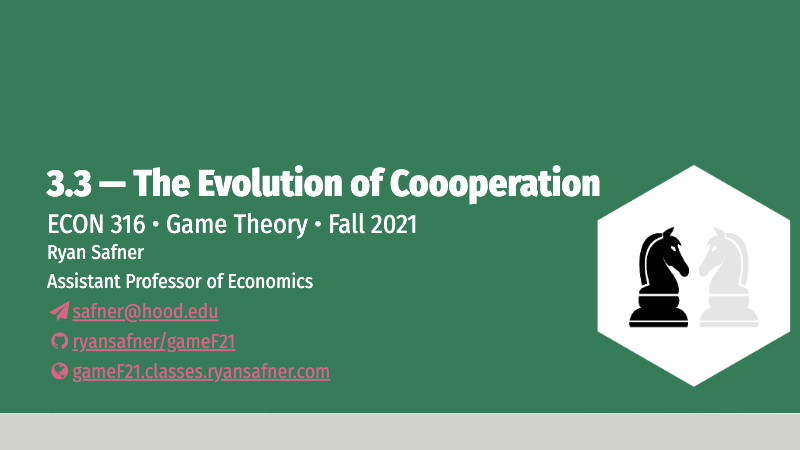 3.3 — The Evolution of Coooperation
ECON 316 • Game Theory • Fall 2021
Ryan Safner
Assistant Professor of Economics
safner@hood.edu
ryansafner/gameF21
gameF21.classes.ryansafner.com